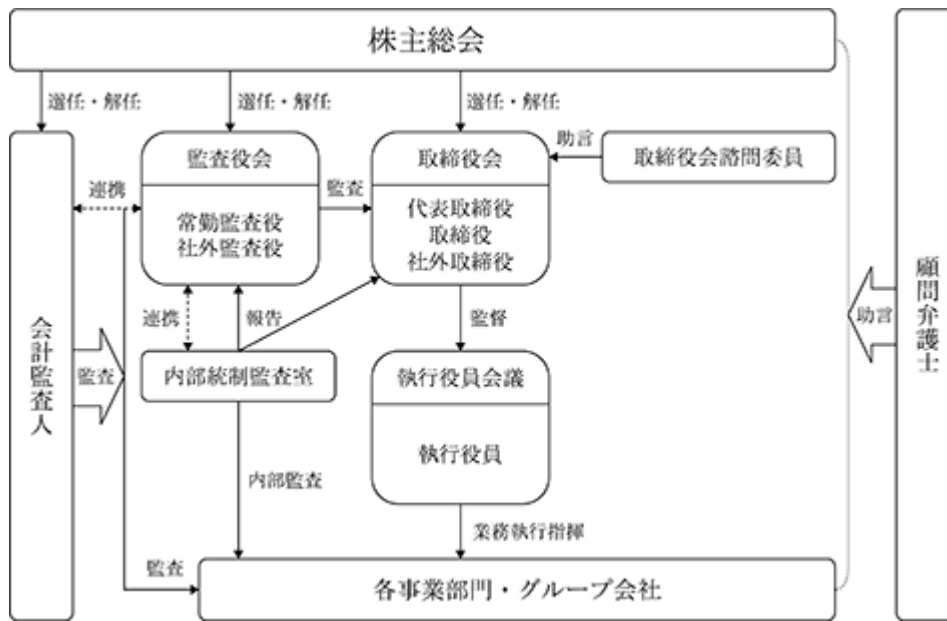 株主総会
選任・解任
選任・解任
選任・解任
監査役会
取締役会
助言
取締役会諮問委員
連携
監査
常勤監査役
社外監査役
代表取締役
取締役
社外取締役
顧問弁護士
助言
連携
報告
監督
会計監査人
監査
内部統制監査室
執行役員会議
執行役員
内部監査
業務執行指揮
監査
各事業部門・グループ会社